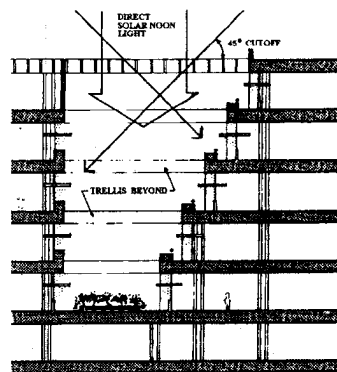 DIRECT
SOLAR NOON
LIGHT
45° CUTOFF
TRELLIS BEYOND